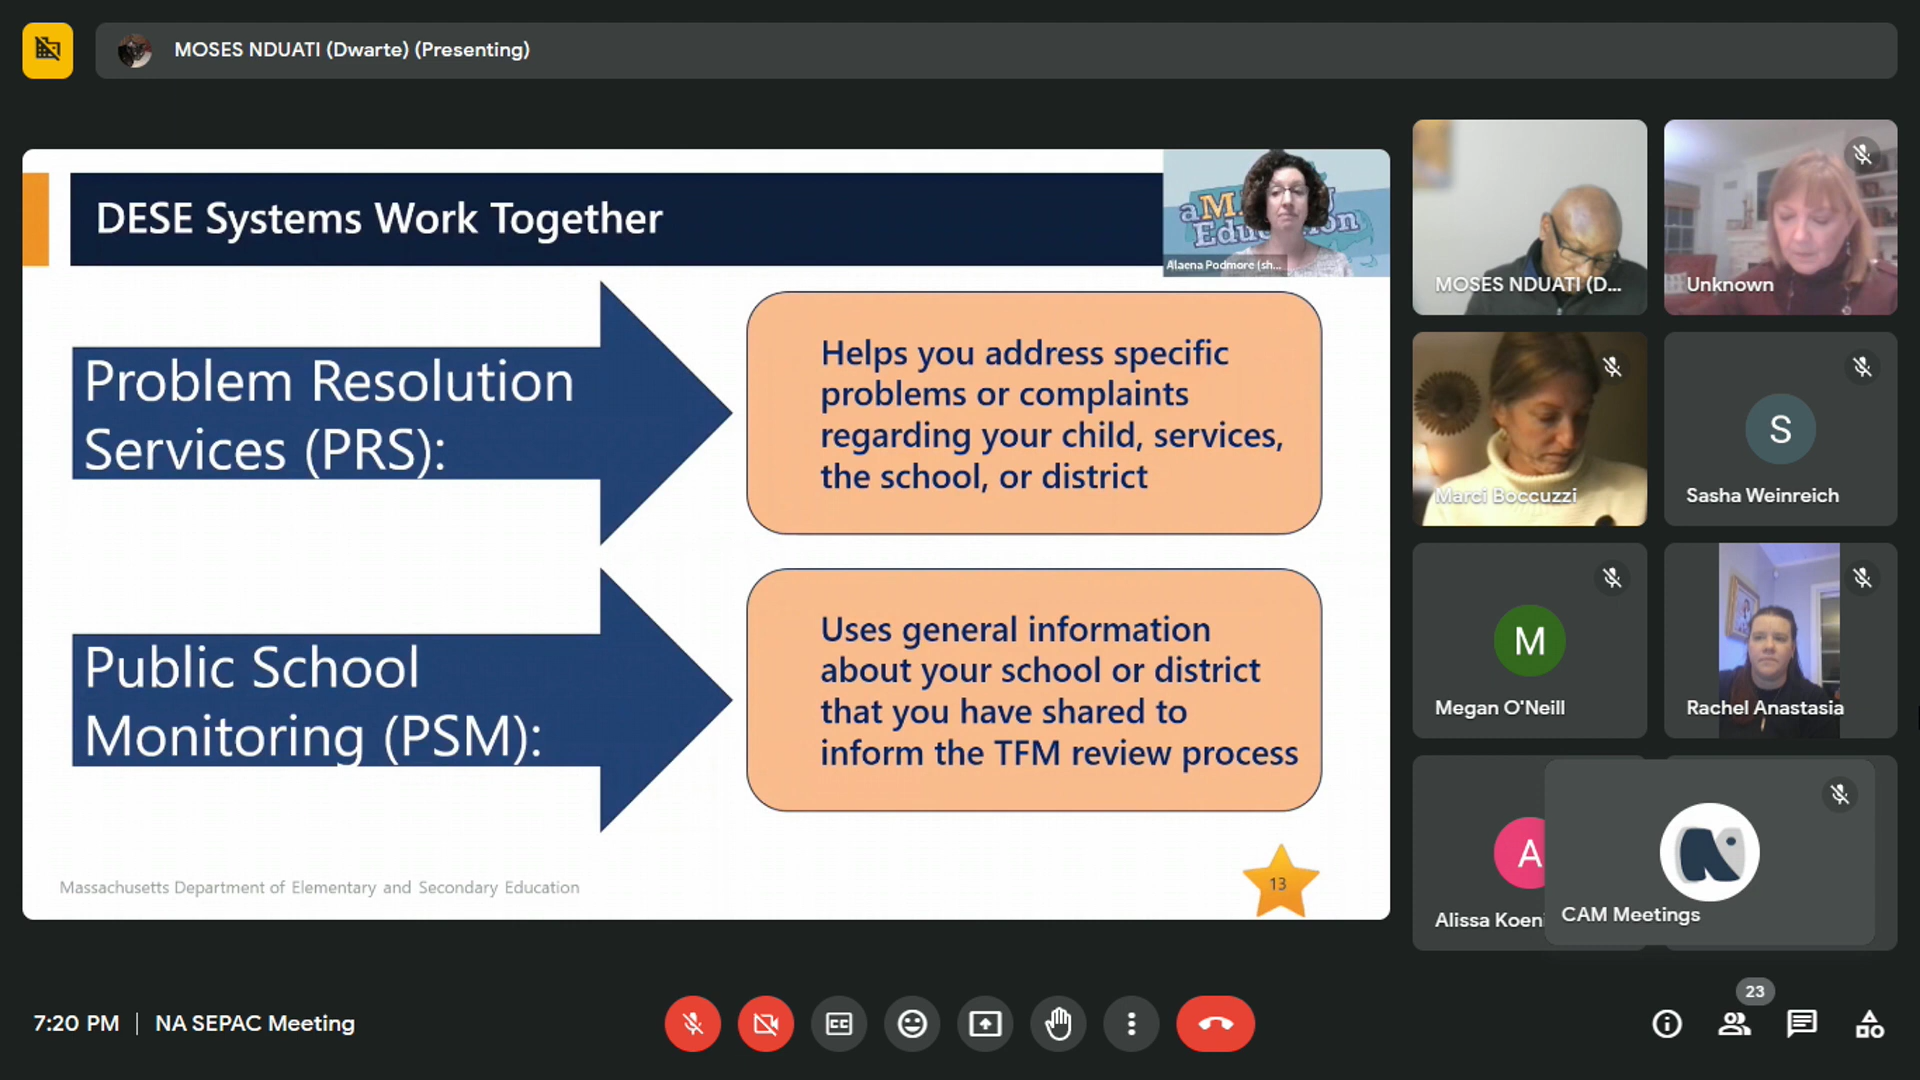 MOSES NDUATI (Dwarte) (Presenting)
DESE Systems Work Together
Alaena Podmore (sh...
Problem Resolution
Services (PRS):
Helps you address specific
problems or complaints
regarding your child, services,
the school, or district
Public School
Monitoring (PSM):
Uses general information
about your school or district
that you have shared to
inform the TFM review process
Massachusetts Department of Elementary and Secondary Education
13
MOSES NDUATI (D...
Unknown
Marci Boccuzzi
S
Sasha Weinreich
M
Megan O'Neill
Rachel Anastasia
A
Alissa Koeni
CAM Meetings
23
7:20 PM | NA SEPAC Meeting
CC